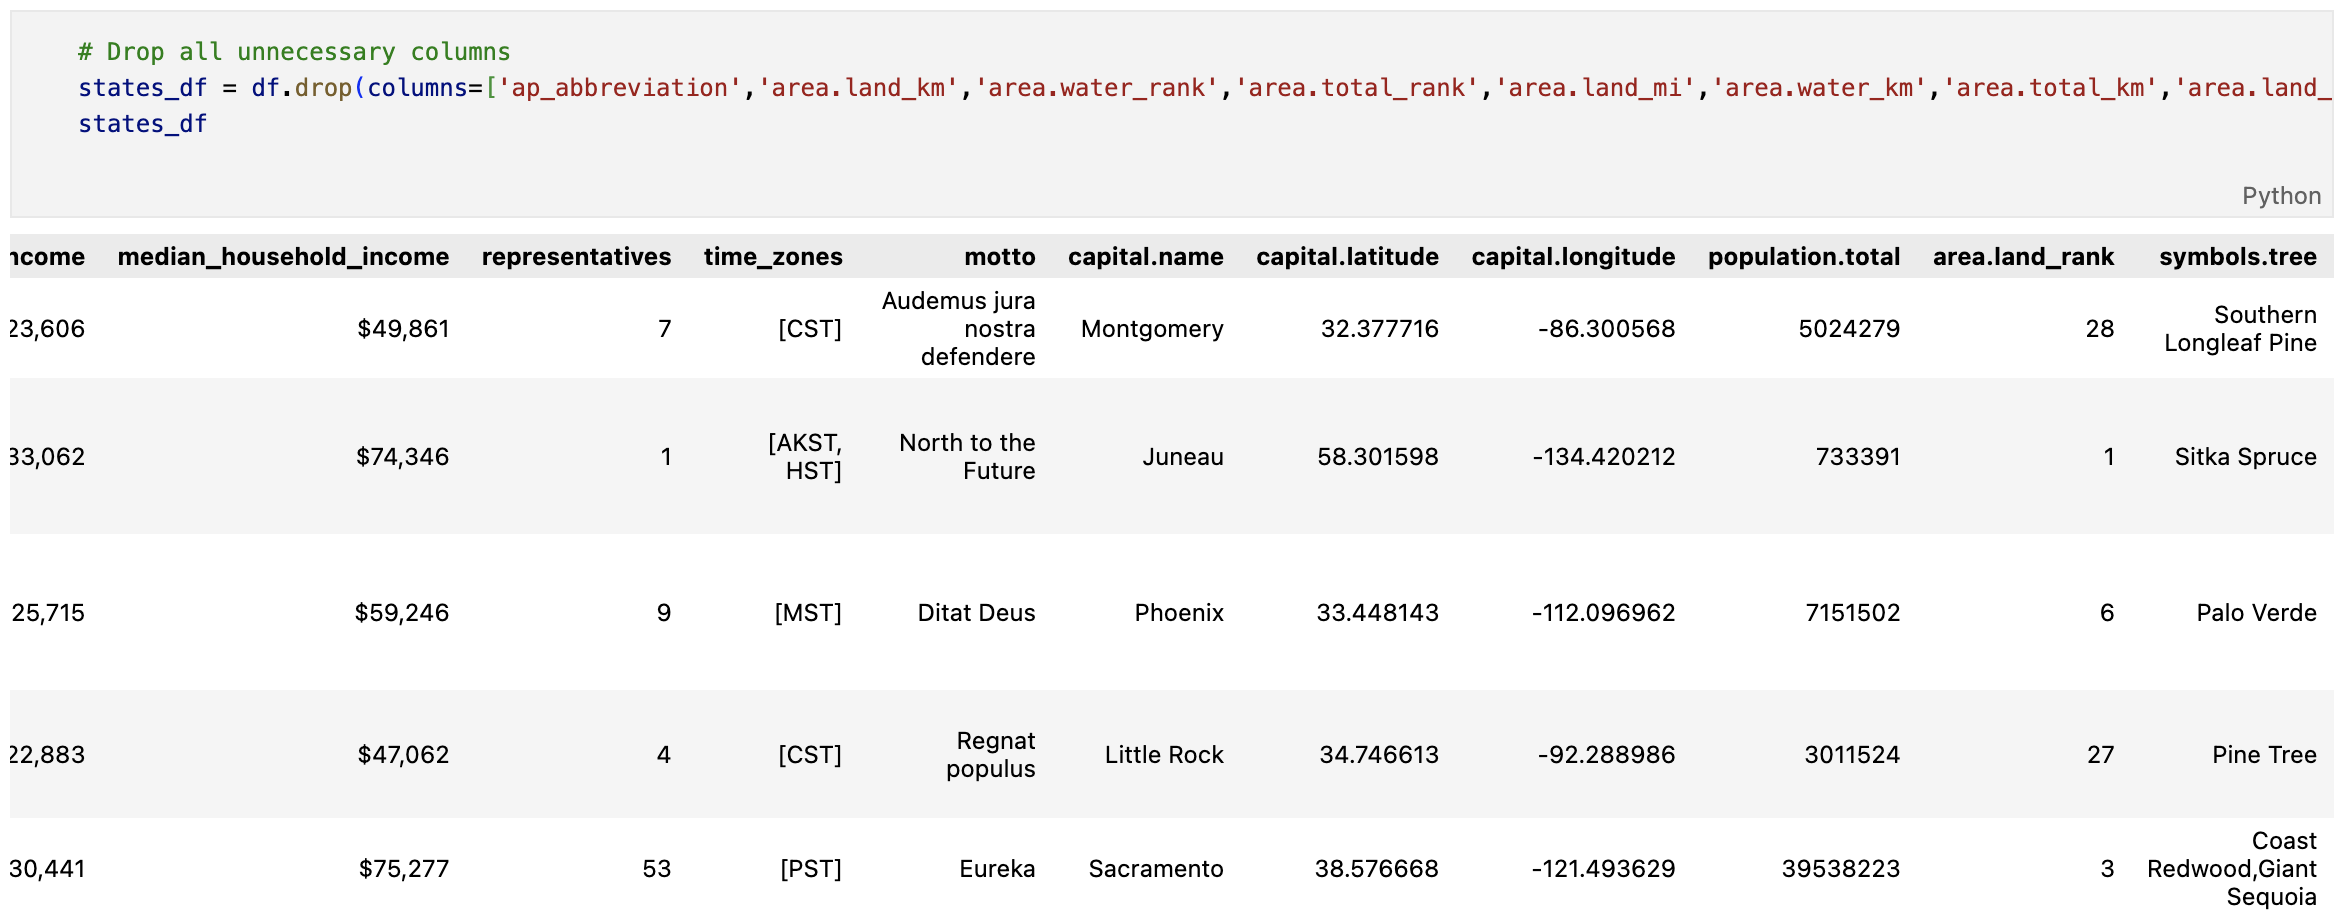 # Drop all unnecessary columns
states_df = df.drop(columns=['ap_abbreviation','area.land_km','area.water_rank','area.total_rank','area.land_mi','area.water_km','area.total_km','area.land_
states_df
Python
ncome median_household_income representatives time_zones motto capital.name capital.latitude capital.longitude population.total area.land_rank symbols.tree
23,606 $49,861 7 [CST] Audemus jura nostra defendere Montgomery 32.377716 -86.300568 5024279 28 Southern Longleaf Pine
33,062 $74,346 1 [AKST, HST] North to the Future Juneau 58.301598 -134.420212 733391 1 Sitka Spruce
25,715 $59,246 9 [MST] Ditat Deus Phoenix 33.448143 -112.096962 7151502 6 Palo Verde
22,883 $47,062 4 [CST] Regnat populus Little Rock 34.746613 -92.288986 3011524 27 Pine Tree
30,441 $75,277 53 [PST] Eureka Sacramento 38.576668 -121.493629 39538223 3 Coast Redwood,Giant Sequoia